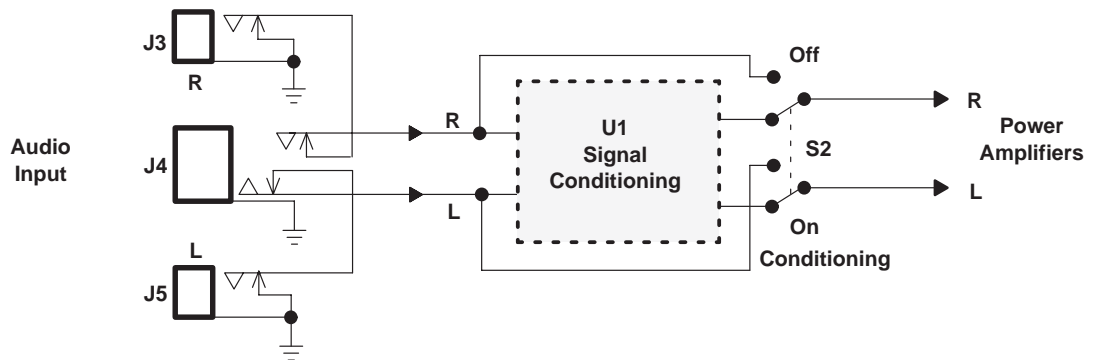 J3
R
Audio
Input
J4
L
J5
R
L
U1
Signal
Conditioning
Off
S2
On
Conditioning
R
Power
Amplifiers
L